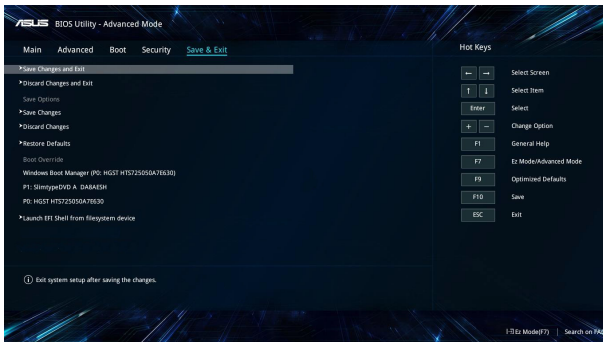 ASUS BIOS Utility - Advanced Mode
Main Advanced Boot Security Save & Exit
Hot Keys
Save Changes and Exit
Discard Changes and Exit
Save Options
Save Changes
Discard Changes
Restore Defaults
Boot Override
Windows Boot Manager (P0: HGST HTS725050A7E630)
P1: SlimtypeDVD A DA8AESH
P0: HGST HTS725050A7E630
Launch EFI Shell from filesystem device
← → Select Screen
↑ ↓ Select Item
Enter Select
+ − Change Option
F1 General Help
F7 Ez Mode/Advanced Mode
F9 Optimized Defaults
F10 Save
ESC Exit
Exit system setup after saving the changes.
Ez Mode(F7) | Search on FAQ